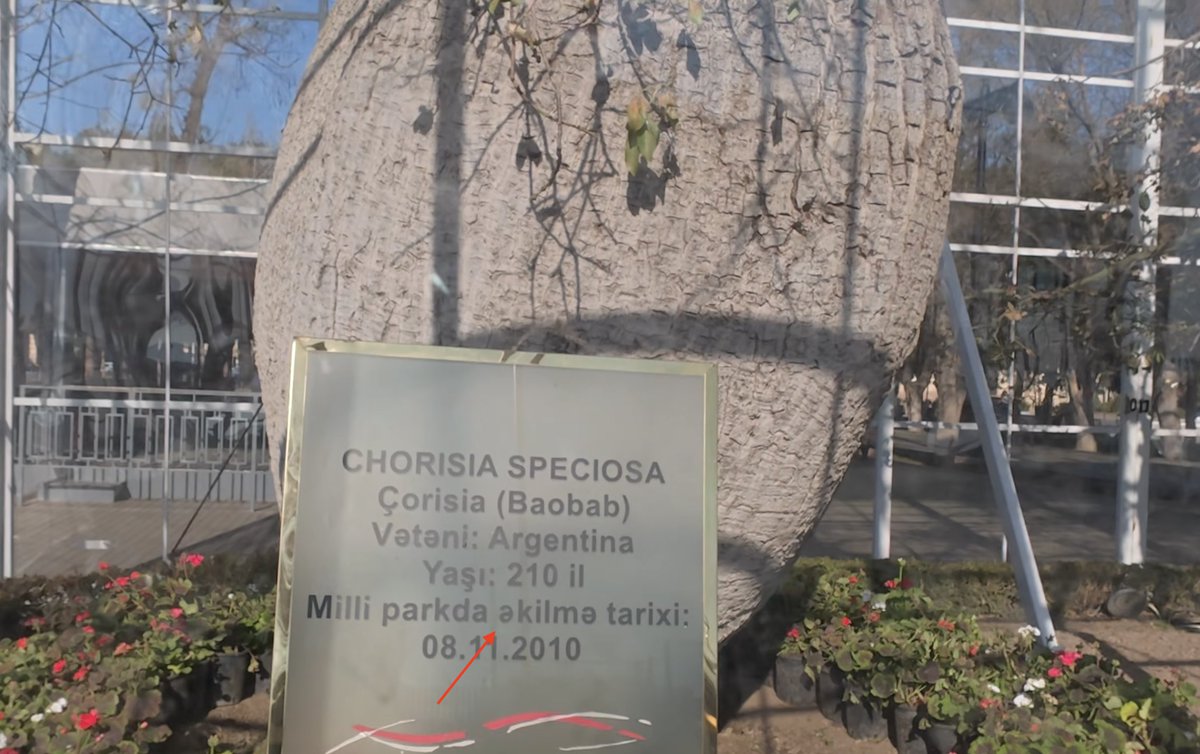 CHORISIA SPECIOSA
Çorisia (Baobab)
Vətəni: Argentina
Yaşı: 210 il
Milli parkda əkilmə tarixi:
08.11.2010